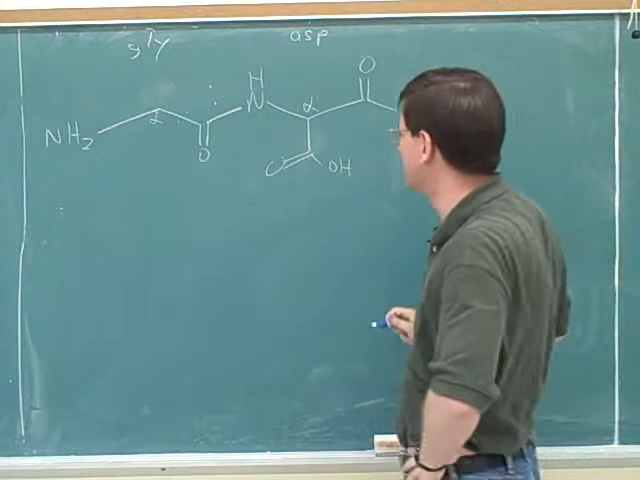 gly asp
H O
NH2 α N α
O O OH